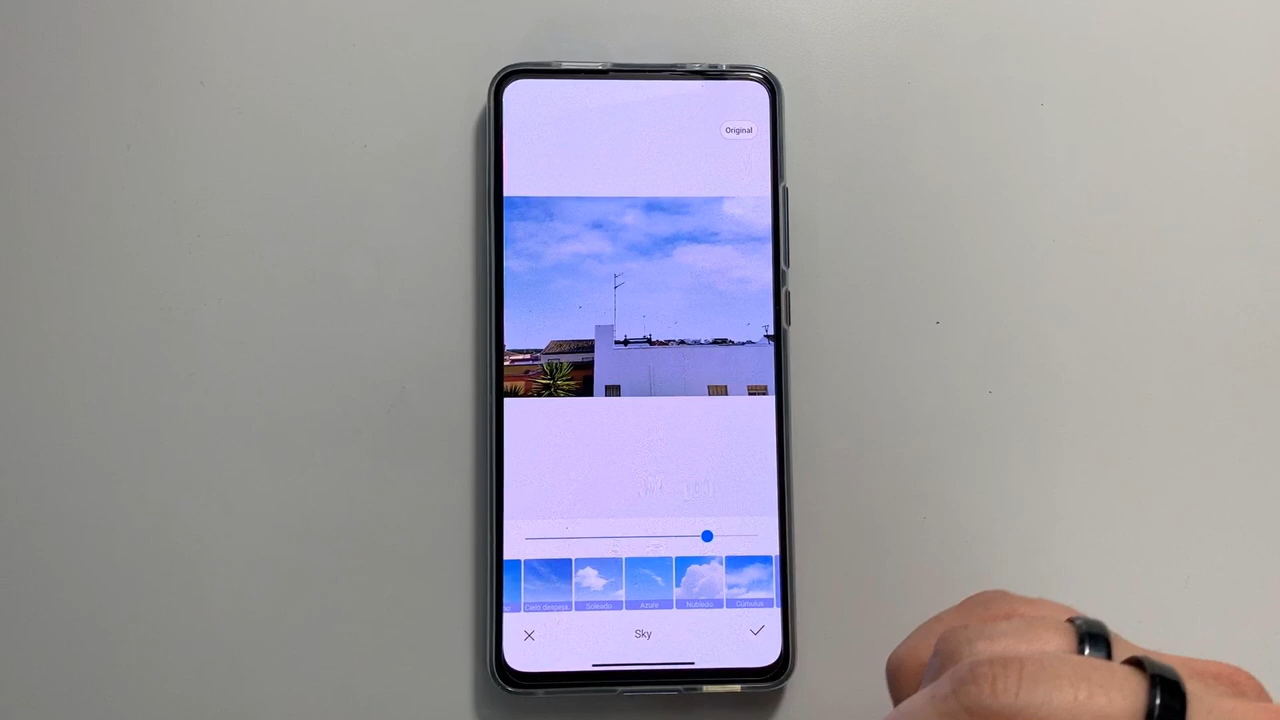 Original
Cielo despeja..
Soleado
Azure
Nublado
Cúmulus
Sky